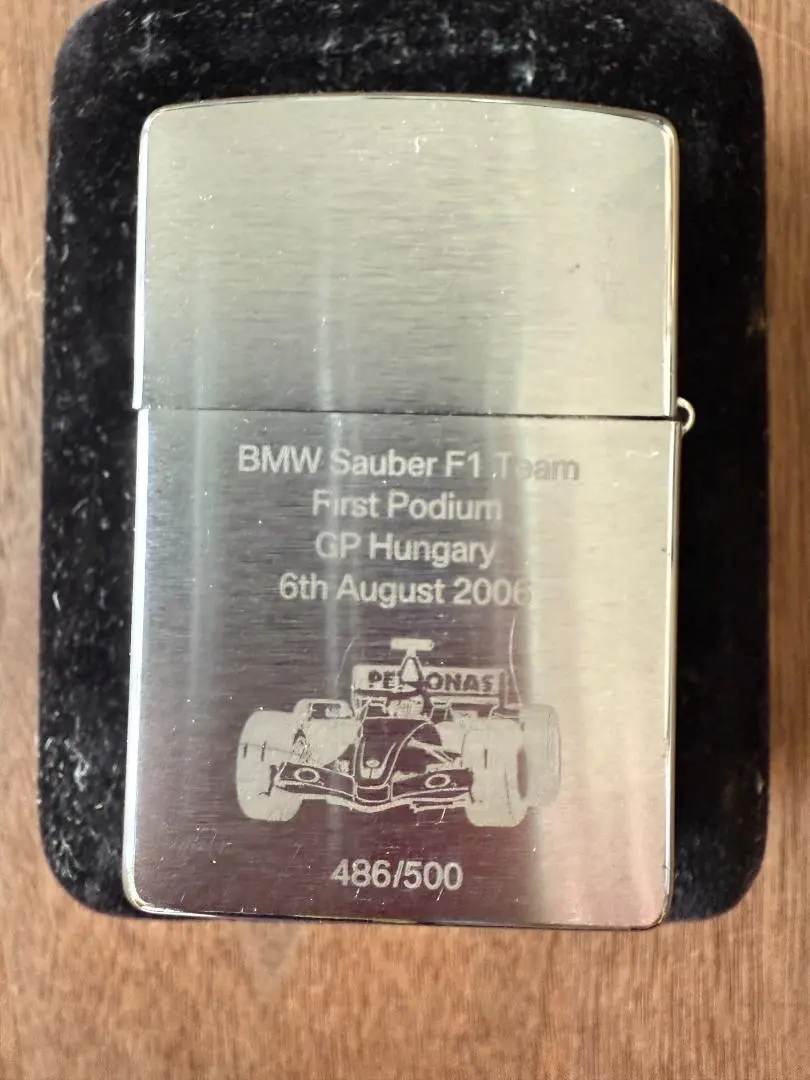 BMW Sauber F1 Team
First Podium
GP Hungary
6th August 2006
PETRONAS
486/500